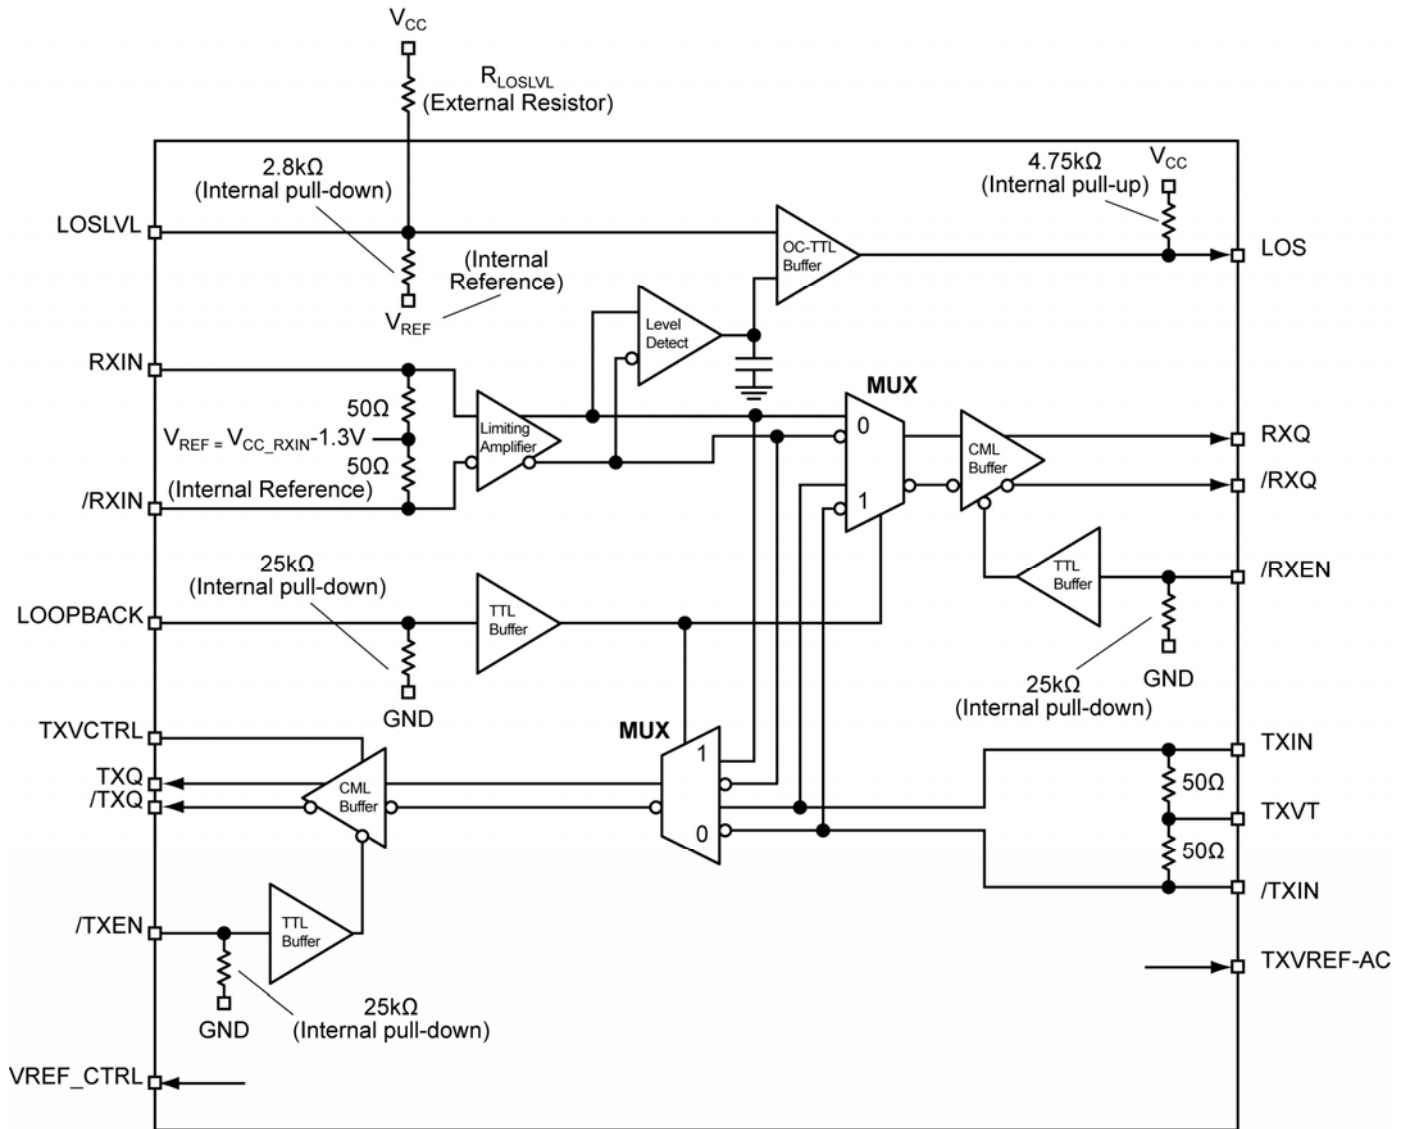 VCC
RLOSLVL
(External Resistor)
2.8kΩ
(Internal pull-down)
4.75kΩ
(Internal pull-up)
VCC
LOSLVL
OC-TTL
Buffer
LOS
(Internal
Reference)
VREF
Level
Detect
RXIN
MUX
50Ω
Limiting
Amplifier
0
CML
Buffer
RXQ
VREF = VCC_RXIN-1.3V
50Ω
(Internal Reference)
/RXIN
1
/RXQ
25kΩ
(Internal pull-down)
TTL
Buffer
/RXEN
LOOPBACK
TTL
Buffer
GND
25kΩ
(Internal pull-down)
GND
TXVCTRL
MUX
1
TXIN
TXQ
/TXQ
CML
Buffer
50Ω
TXVT
0
50Ω
/TXIN
/TXEN
TTL
Buffer
TXVREF-AC
25kΩ
(Internal pull-down)
GND
VREF_CTRL